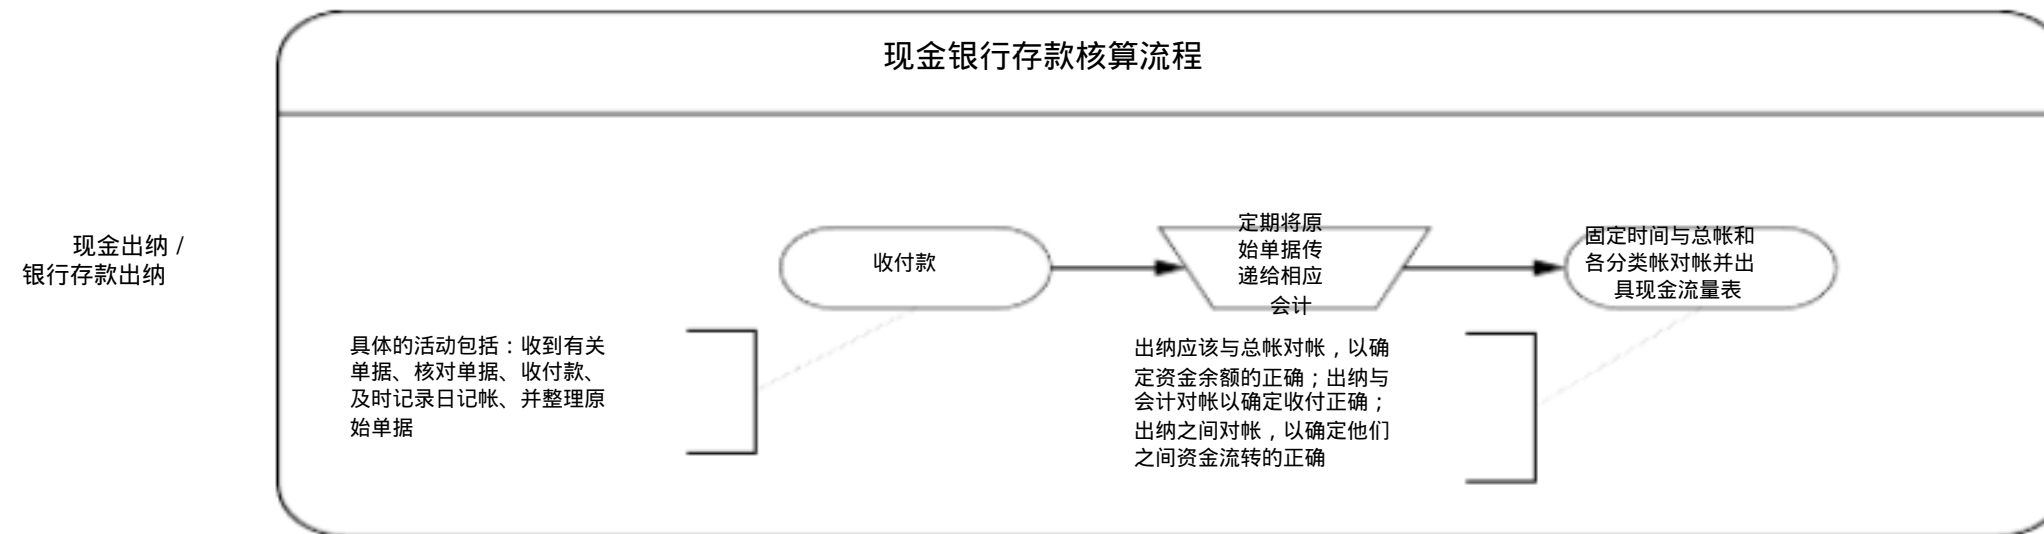 现金银行存款核算流程
现金出纳 /
银行存款出纳
收付款
定期将原
始单据传
递给相应
会计
固定时间与总帐和
各分类帐对帐并出
具现金流量表
具体的活动包括：收到有关
单据、核对单据、收付款、
及时记录日记帐、并整理原
始单据
出纳应该与总帐对帐，以确
定资金余额的正确；出纳与
会计对帐以确定收付正确；
出纳之间对帐，以确定他们
之间资金流转的正确